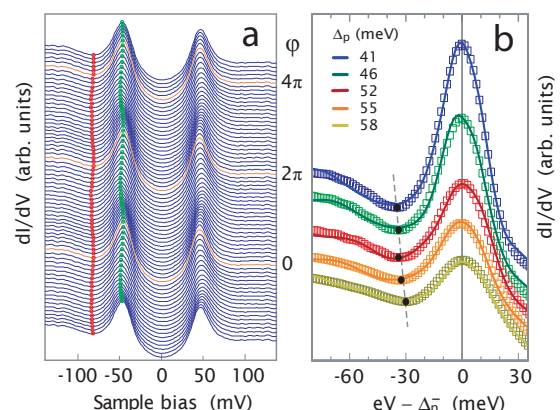 a
φ
4π
2π
0
dI/dV (arb. units)
-100
-50
0
50
100
Sample bias (mV)
b
Δp (meV)
41
46
52
55
58
dI/dV (arb. units)
-60
-30
0
30
eV − Δp⁻ (meV)